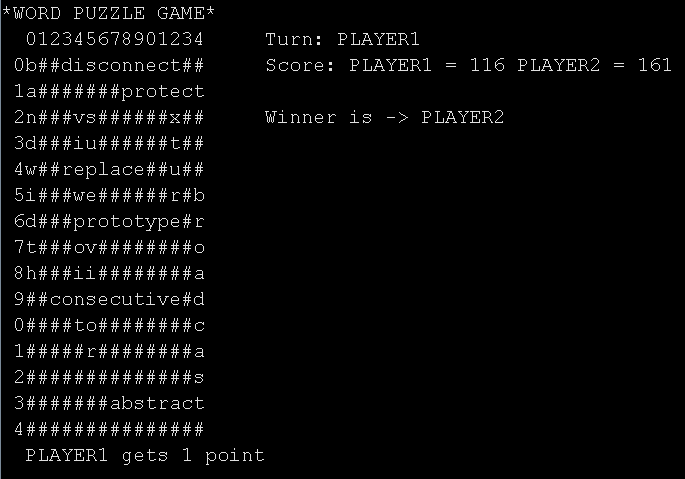 *WORD PUZZLE GAME*
012345678901234 Turn: PLAYER1
0b##disconnect## Score: PLAYER1 = 116 PLAYER2 = 161
1a#######protect
2n###vs######x## Winner is -> PLAYER2
3d###iu######t##
4w##replace##u##
5i###we######r#b
6d###prototype#r
7t###ov########o
8h###ii########a
9##consecutive#d
0####to########c
1#####r########a
2##############s
3#######abstract
4###############
PLAYER1 gets 1 point